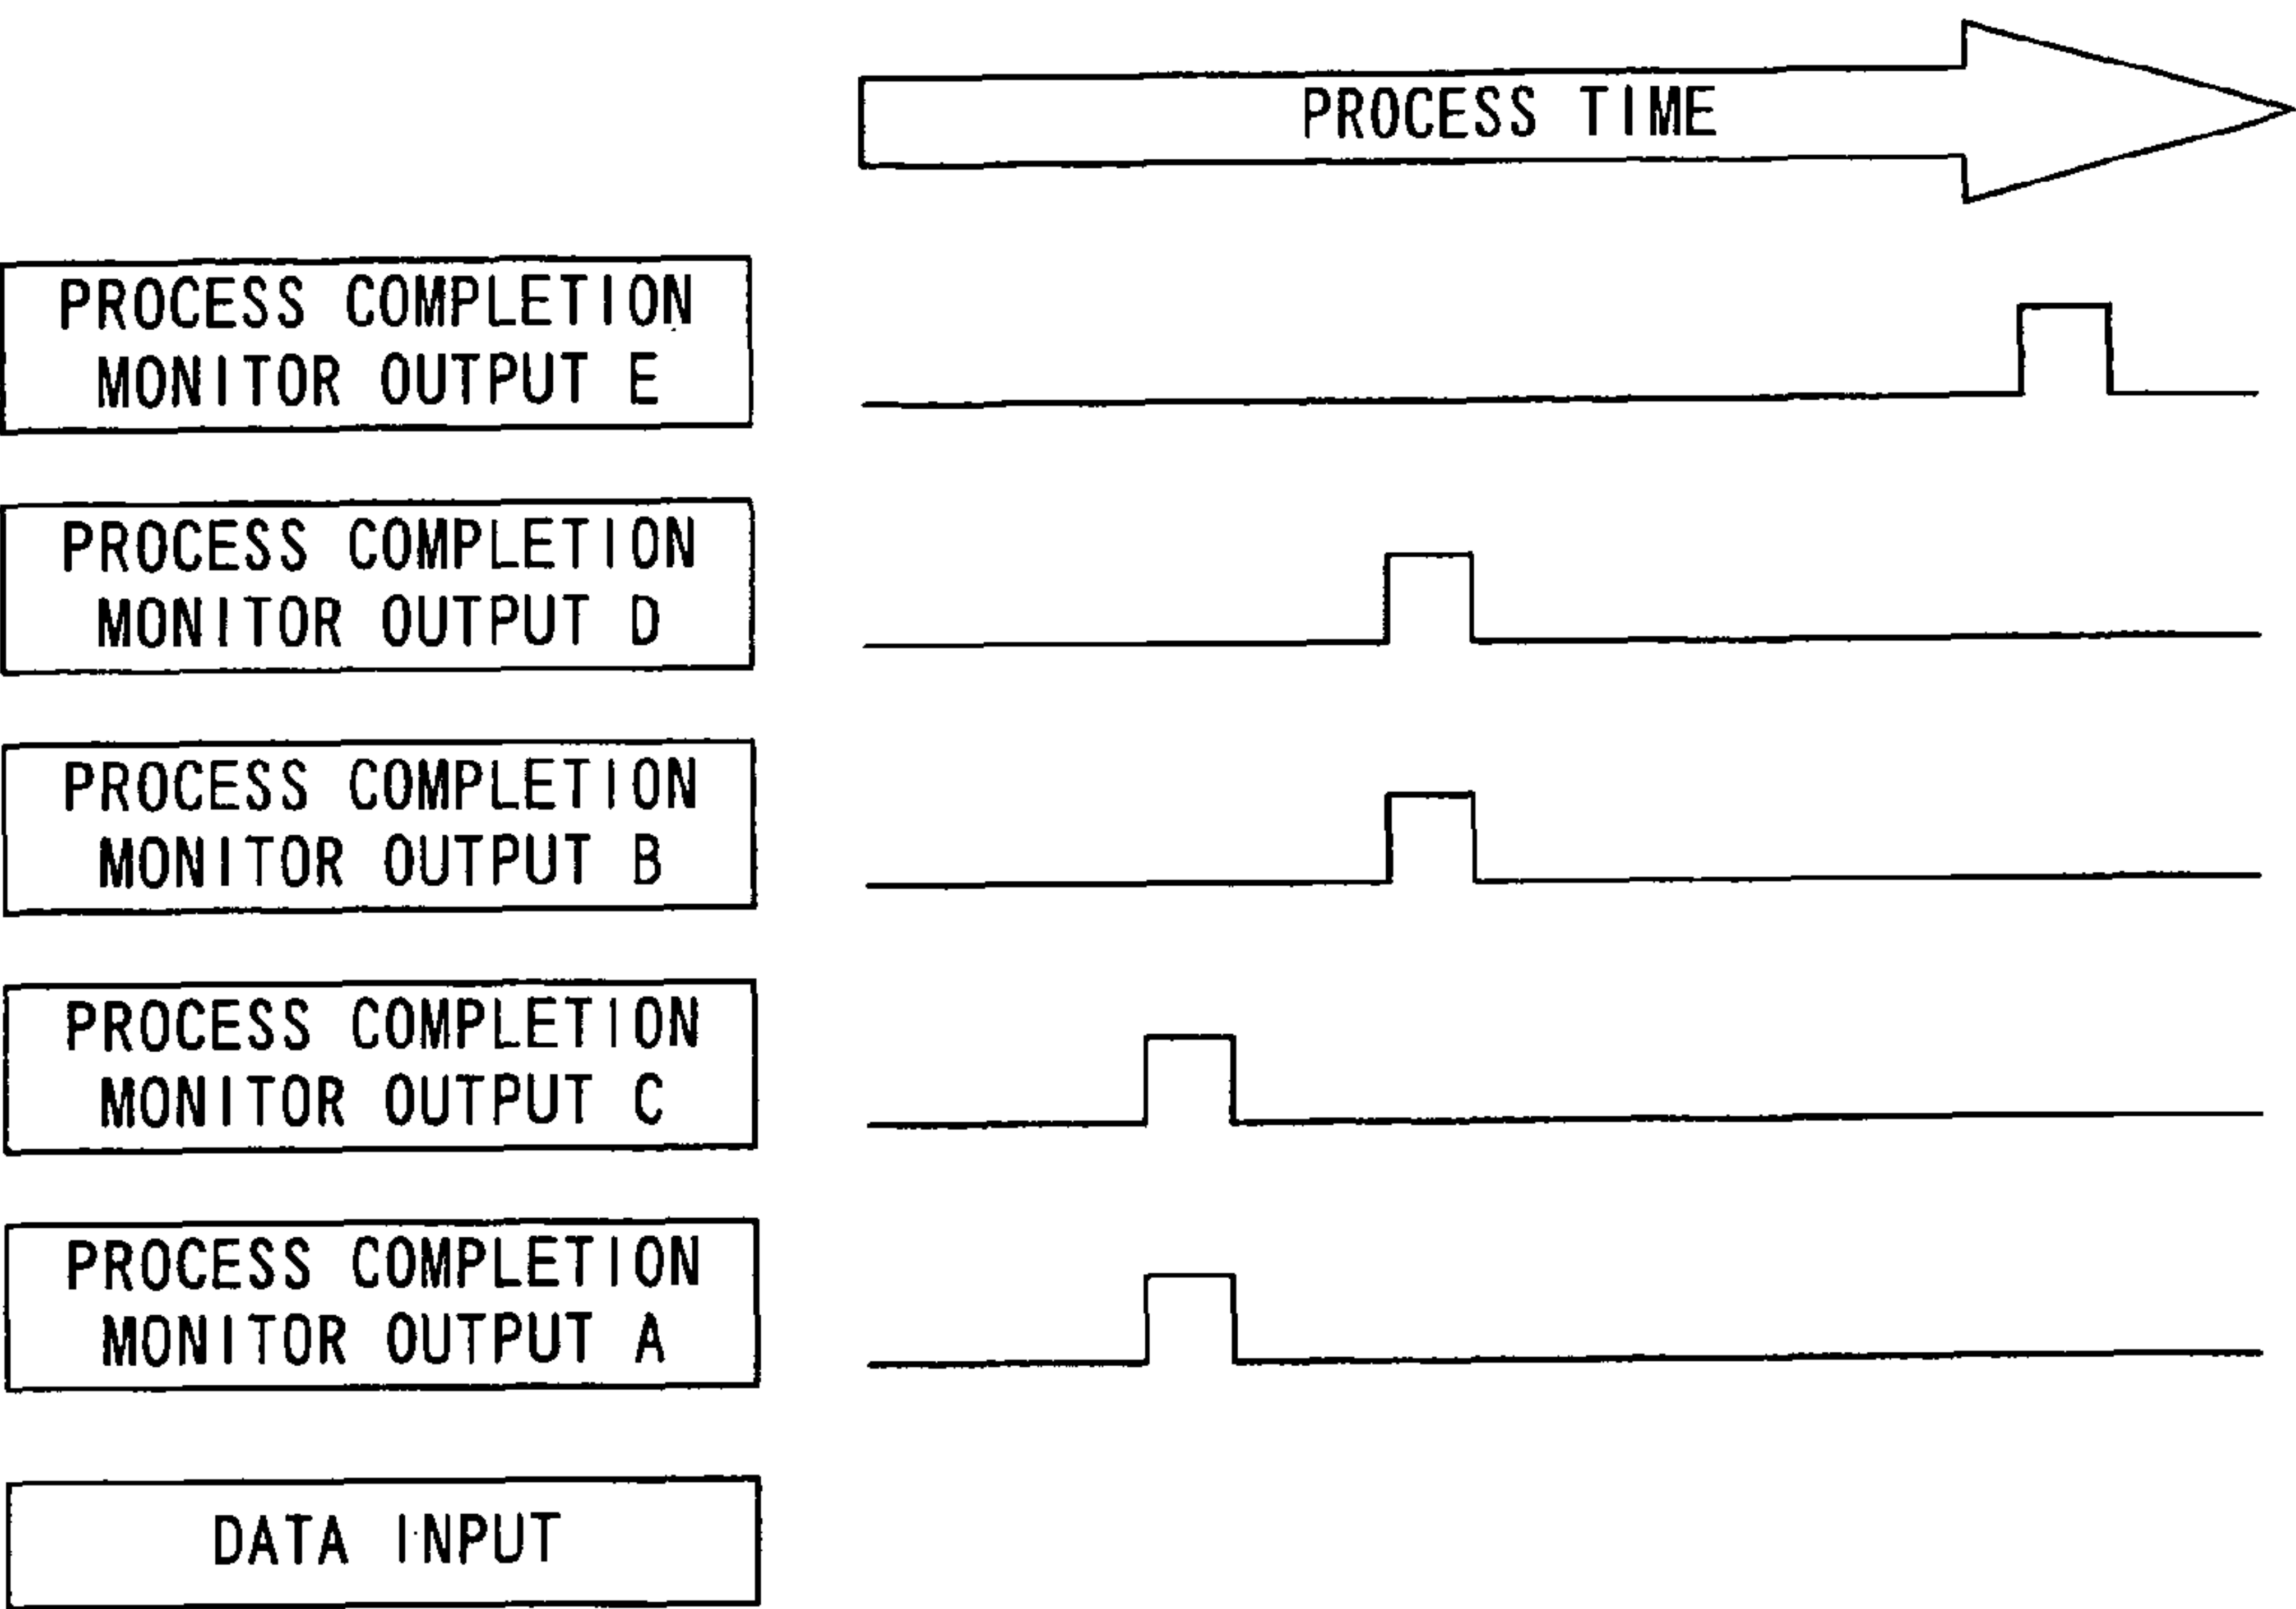 PROCESS TIME
PROCESS COMPLETION
MONITOR OUTPUT E
PROCESS COMPLETION
MONITOR OUTPUT D
PROCESS COMPLETION
MONITOR OUTPUT B
PROCESS COMPLETION
MONITOR OUTPUT C
PROCESS COMPLETION
MONITOR OUTPUT A
DATA INPUT